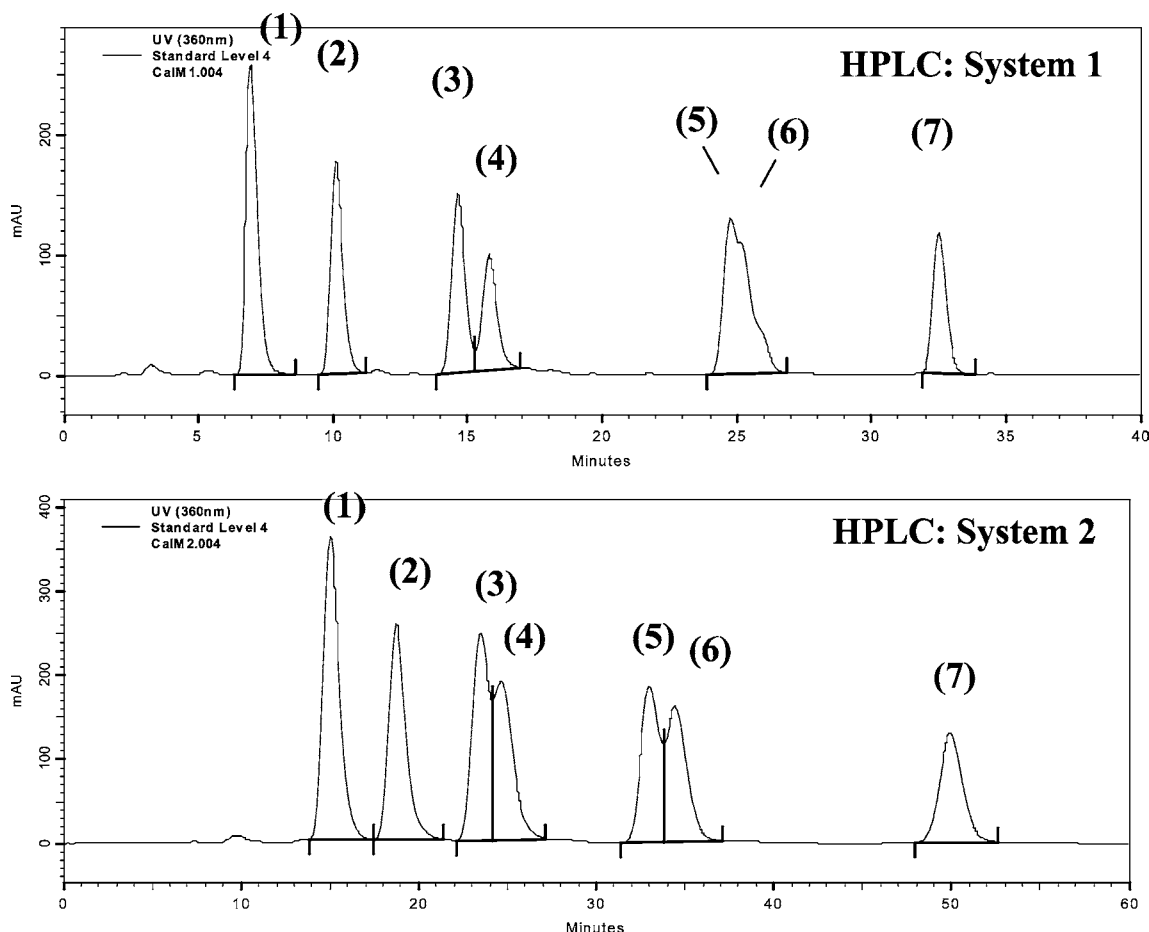 (1)
UV (360nm)
Standard Level 4
CalM1.004
(2)
(3)
(4)
(5)
(6)
(7)
HPLC: System 1
200
100
0
mAU
0 5 10 15 20 25 30 35 40
Minutes
(1)
UV (360nm)
Standard Level 4
CalM2.004
(2)
(3)
(4)
(5)
(6)
(7)
HPLC: System 2
400
300
200
100
0
mAU
0 10 20 30 40 50 60
Minutes